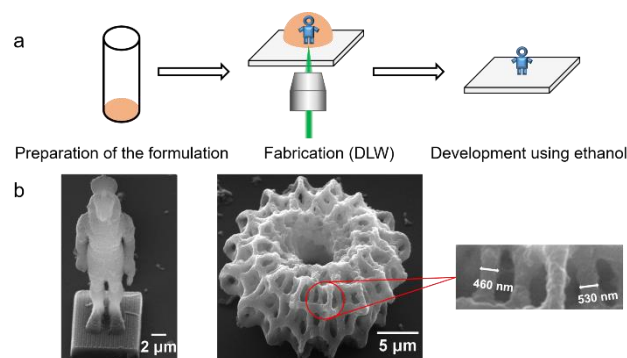 a
Preparation of the formulation
Fabrication (DLW)
Development using ethanol
b
2 μm
5 μm
460 nm
530 nm